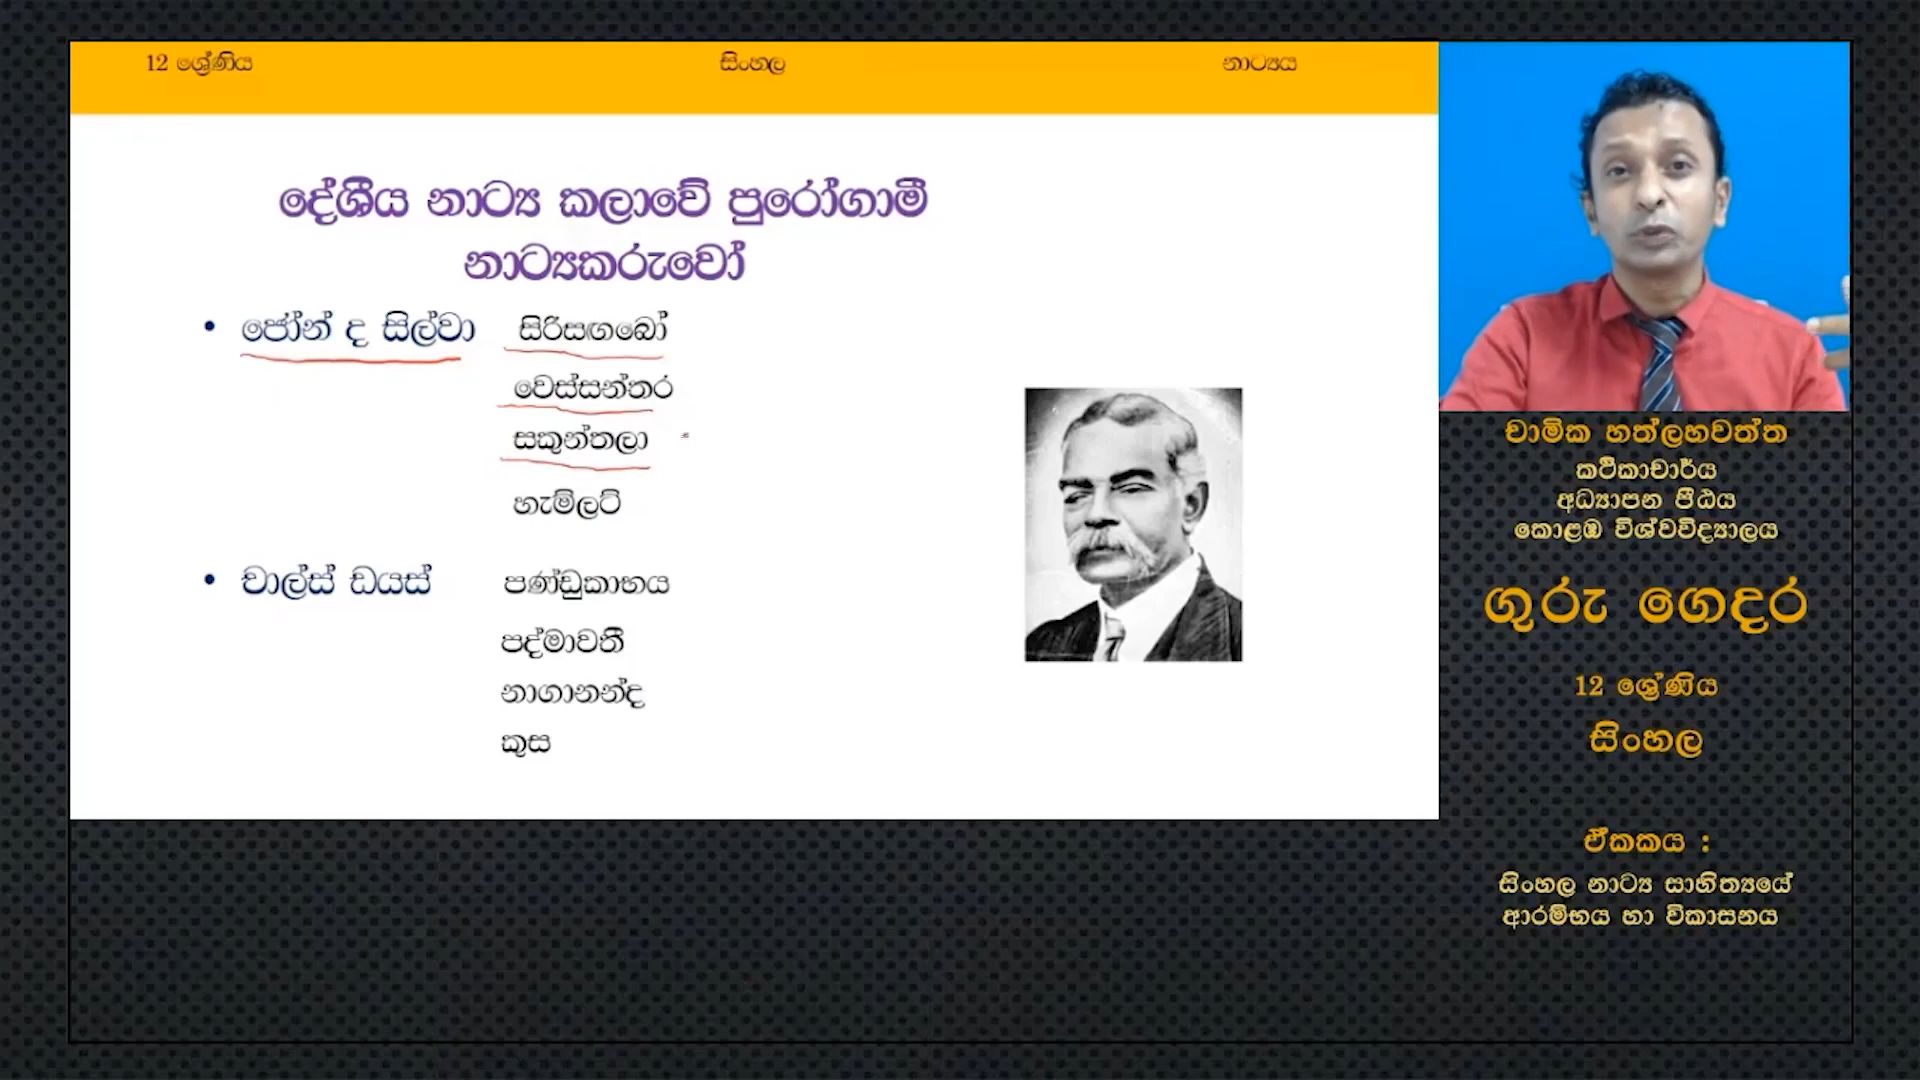 12 ශ්‍රේණිය සිංහල නාට්‍යය
දේශීය නාට්‍ය කලාවේ පුරෝගාමී
නාට්‍යකරුවෝ
• ජෝන් ද සිල්වා සිරිසඟබෝ
වෙස්සන්තර
සකුන්තලා
හැම්ලට්
• චාල්ස් ඩයස් පණ්ඩුකාභය
පද්මාවතී
නාගානන්ද
කුස
චාමික හත්ලහවත්ත
කථිකාචාර්ය
අධ්‍යාපන පීඨය
කොළඹ විශ්වවිද්‍යාලය
ගුරු ගෙදර
12 ශ්‍රේණිය
සිංහල
ඒකකය :
සිංහල නාට්‍ය සාහිත්‍යයේ
ආරම්භය හා විකාසනය